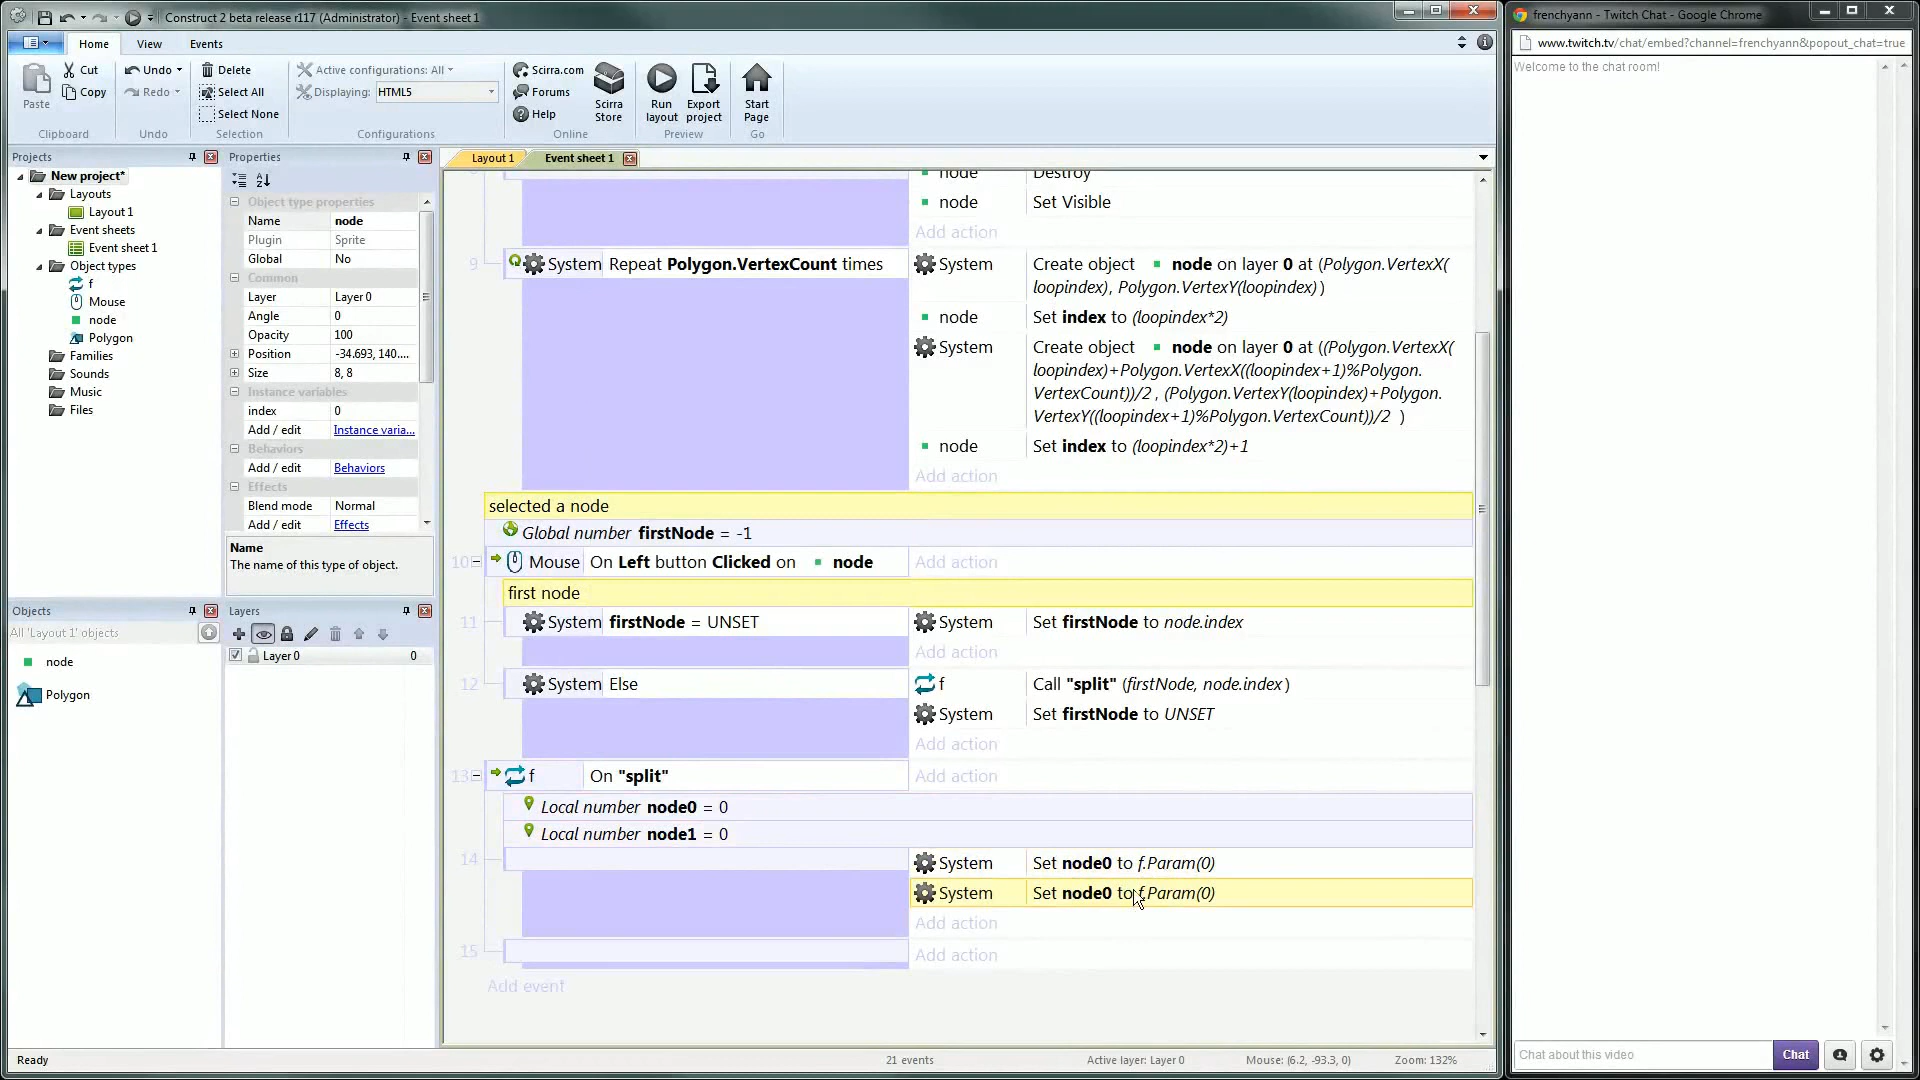 Construct 2 beta release r117 (Administrator) - Event sheet 1
Home View Events
Paste
Cut
Copy
Clipboard
Undo
Redo
Undo
Delete
Select All
Select None
Selection
Active configurations: All
Displaying: HTML5
Configurations
Scirra.com
Forums
Help
Scirra Store
Online
Run layout
Export project
Preview
Start Page
Go
Projects
New project*
Layouts
Layout 1
Event sheets
Event sheet 1
Object types
f
Mouse
node
Polygon
Families
Sounds
Music
Files
Properties
Object type properties
Name node
Plugin Sprite
Global No
Common
Layer Layer 0
Angle 0
Opacity 100
Position -34.693, 140....
Size 8, 8
Instance variables
index 0
Add / edit Instance varia...
Behaviors
Add / edit Behaviors
Effects
Blend mode Normal
Add / edit Effects
Name
The name of this type of object.
Objects
All 'Layout 1' objects
node
Polygon
Layers
Layer 0 0
Layout 1 Event sheet 1
node Destroy
node Set Visible
Add action
9 System Repeat Polygon.VertexCount times
System Create object node on layer 0 at (Polygon.VertexX(
loopindex), Polygon.VertexY(loopindex))
node Set index to (loopindex*2)
System Create object node on layer 0 at ((Polygon.VertexX(
loopindex)+Polygon.VertexX((loopindex+1)%Polygon.
VertexCount))/2 , (Polygon.VertexY(loopindex)+Polygon.
VertexY((loopindex+1)%Polygon.VertexCount))/2 )
node Set index to (loopindex*2)+1
Add action
selected a node
Global number firstNode = -1
10 Mouse On Left button Clicked on node Add action
first node
11 System firstNode = UNSET System Set firstNode to node.index
Add action
12 System Else f Call "split" (firstNode, node.index)
System Set firstNode to UNSET
Add action
13 f On "split" Add action
Local number node0 = 0
Local number node1 = 0
14 System Set node0 to f.Param(0)
System Set node0 to f.Param(0)
Add action
15 Add action
Add event
Ready 21 events Active layer: Layer 0 Mouse: (6.2, -93.3, 0) Zoom: 132%
frenchyann - Twitch Chat - Google Chrome
www.twitch.tv/chat/embed?channel=frenchyann&popout_chat=true
Welcome to the chat room!
Chat about this video Chat